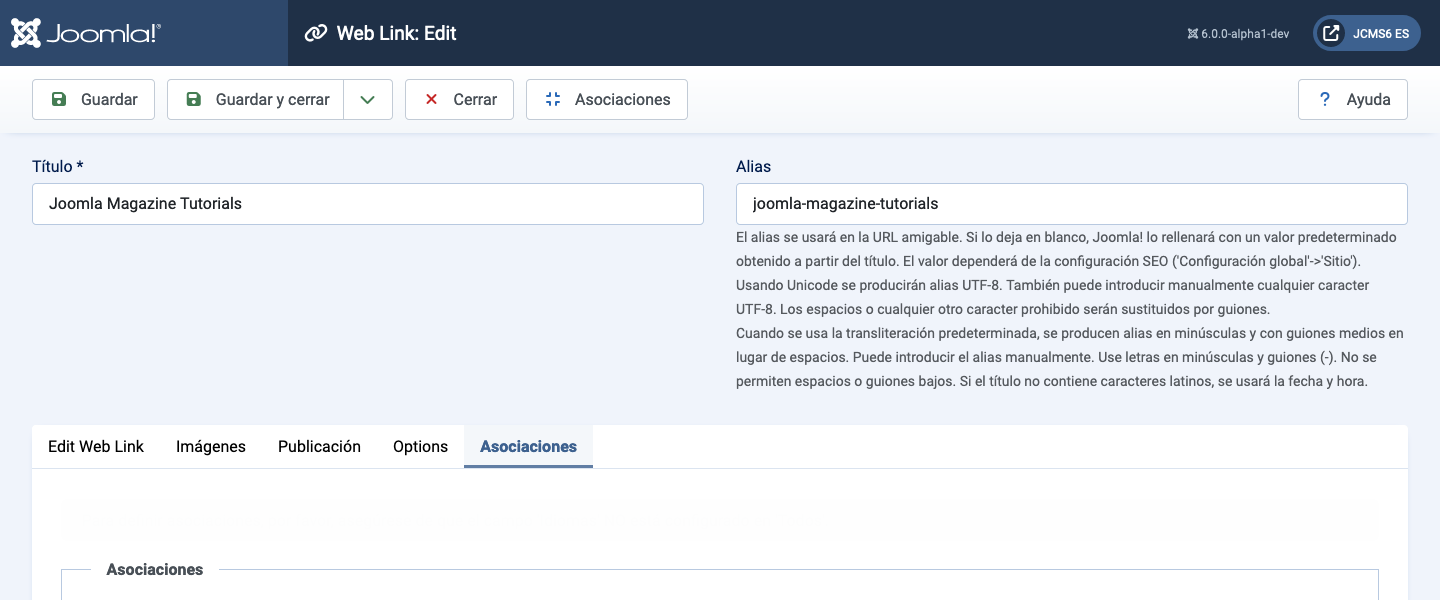 Joomla!®
Web Link: Edit
6.0.0-alpha1-dev
JCMS6 ES
Guardar
Guardar y cerrar
Cerrar
Asociaciones
? Ayuda
Título *
Joomla Magazine Tutorials
Alias
joomla-magazine-tutorials
El alias se usará en la URL amigable. Si lo deja en blanco, Joomla! lo rellenará con un valor predeterminado
obtenido a partir del título. El valor dependerá de la configuración SEO ('Configuración global'->'Sitio').
Usando Unicode se producirán alias UTF-8. También puede introducir manualmente cualquier caracter
UTF-8. Los espacios o cualquier otro caracter prohibido serán sustituidos por guiones.
Cuando se usa la transliteración predeterminada, se producen alias en minúsculas y con guiones medios en
lugar de espacios. Puede introducir el alias manualmente. Use letras en minúsculas y guiones (-). No se
permiten espacios o guiones bajos. Si el título no contiene caracteres latinos, se usará la fecha y hora.
Edit Web Link
Imágenes
Publicación
Options
Asociaciones
Asociaciones